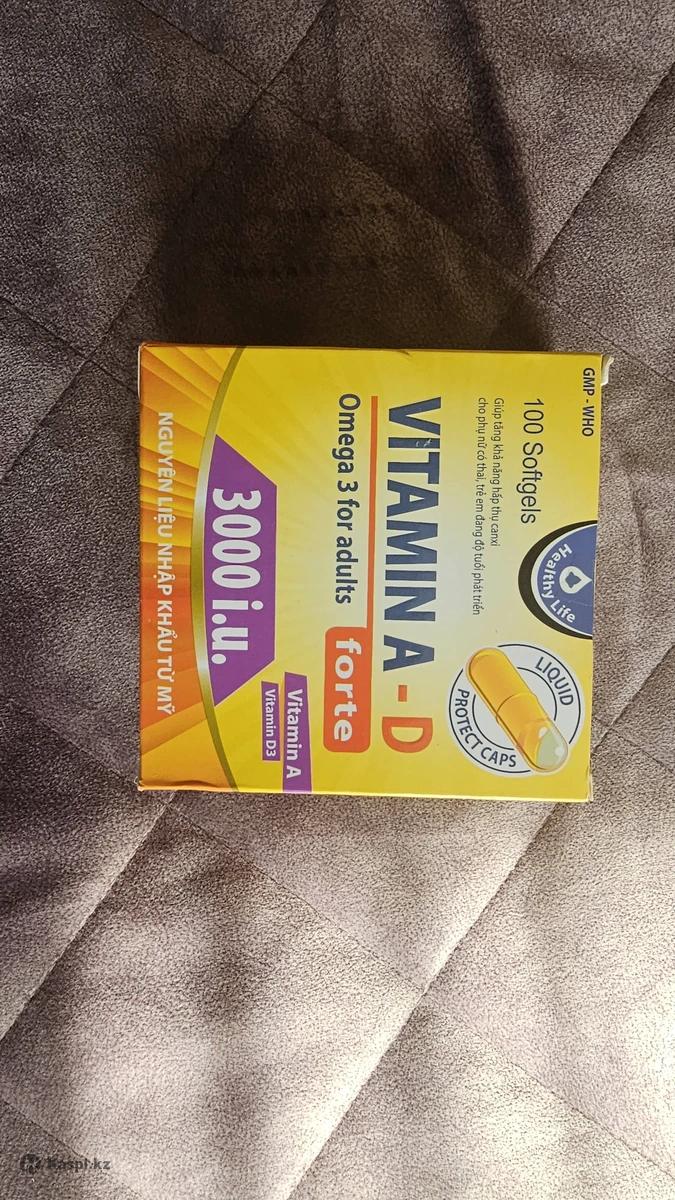 GMP - WHO
Healthy Life
100 Softgels
Giúp tăng khả năng hấp thụ canxi
cho phụ nữ có thai, trẻ em đang độ tuổi phát triển
LIQUID
PROTECT CAPS
VITAMIN A - D
Omega 3 for adults forte
Vitamin A
Vitamin D3
3000 i.u.
NGUYÊN LIỆU NHẬP KHẨU TỪ MỸ
Kaspi.kz